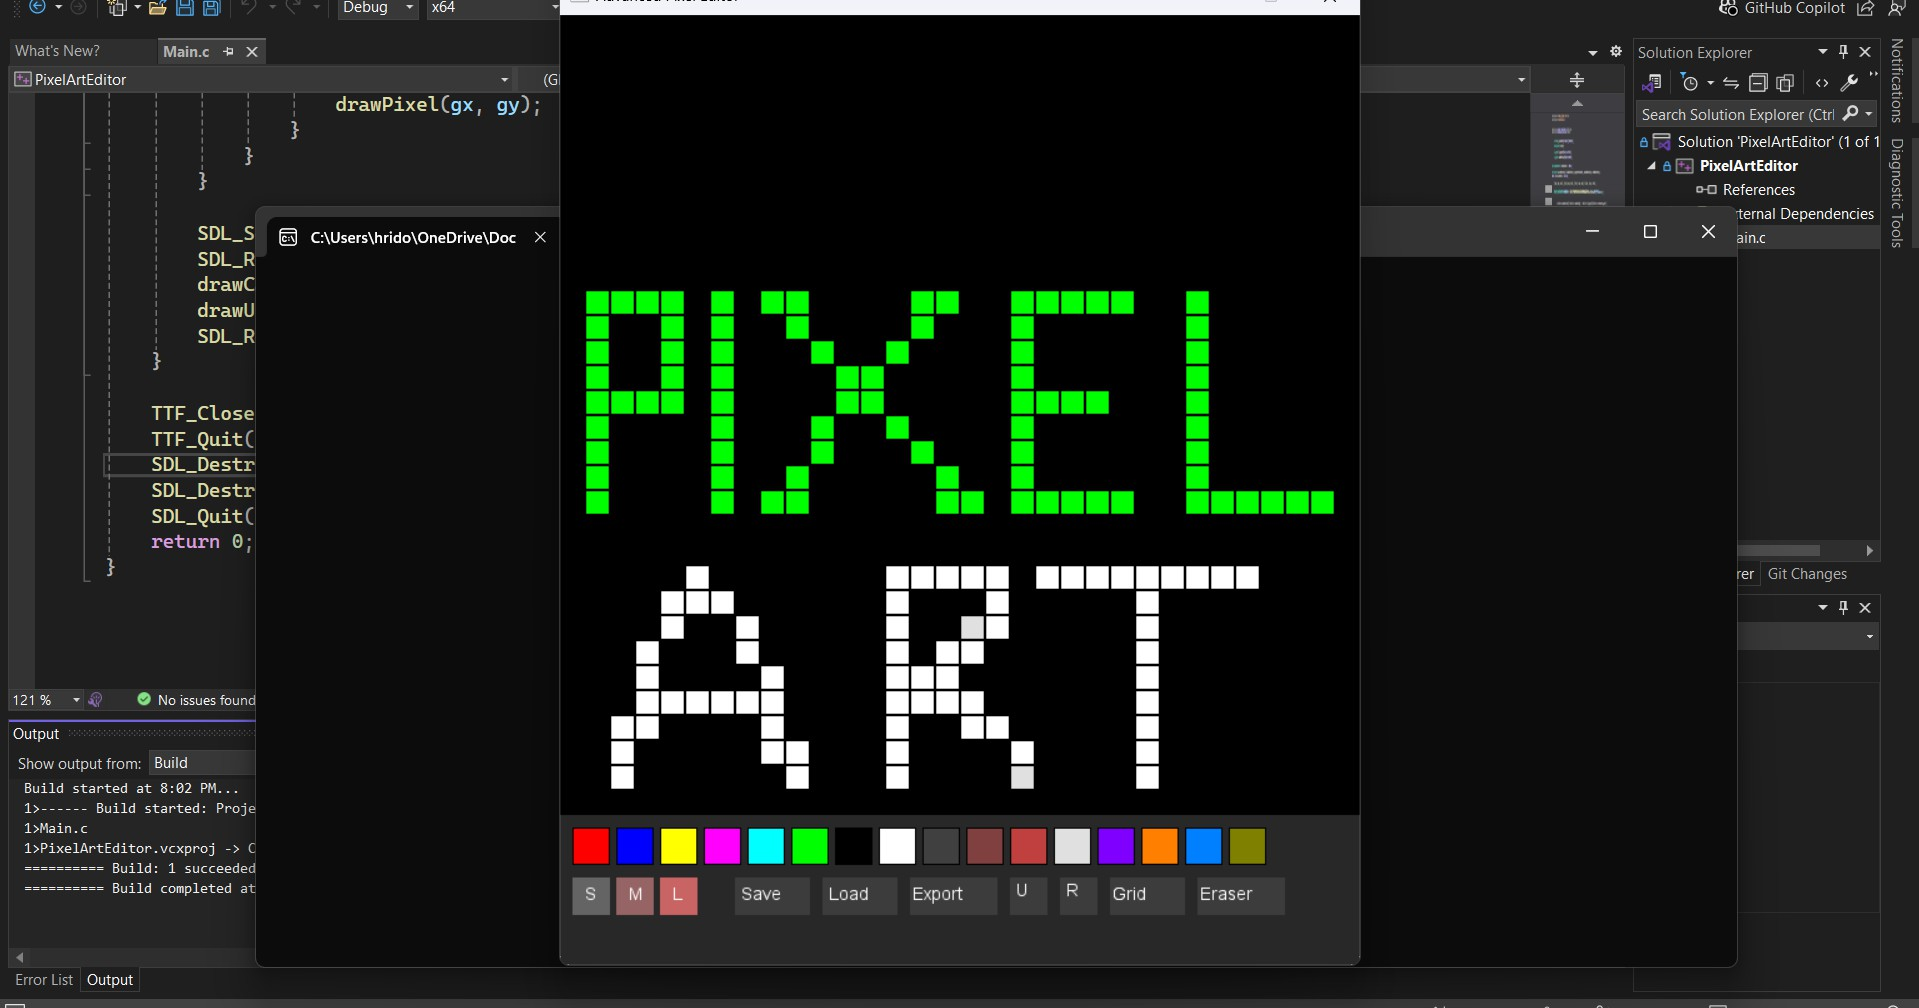 Debug x64
GitHub Copilot
What's New? Main.c
PixelArtEditor
drawPixel(gx, gy);
}
}
}
SDL_S
SDL_R
drawC
drawU
SDL_R
}
TTF_Close
TTF_Quit(
SDL_Destr
SDL_Destr
SDL_Quit(
return 0;
}
121 % No issues found
Output
Show output from: Build
Build started at 8:02 PM...
1>------ Build started: Proje
1>Main.c
1>PixelArtEditor.vcxproj -> C
========== Build: 1 succeeded
========== Build completed at
Error List Output
C:\Users\hrido\OneDrive\Doc
PIXEL
ART
S M L Save Load Export U R Grid Eraser
Solution Explorer
Search Solution Explorer (Ctrl
Solution 'PixelArtEditor' (1 of 1
PixelArtEditor
References
ternal Dependencies
ain.c
rer Git Changes
Notifications
Diagnostic Tools